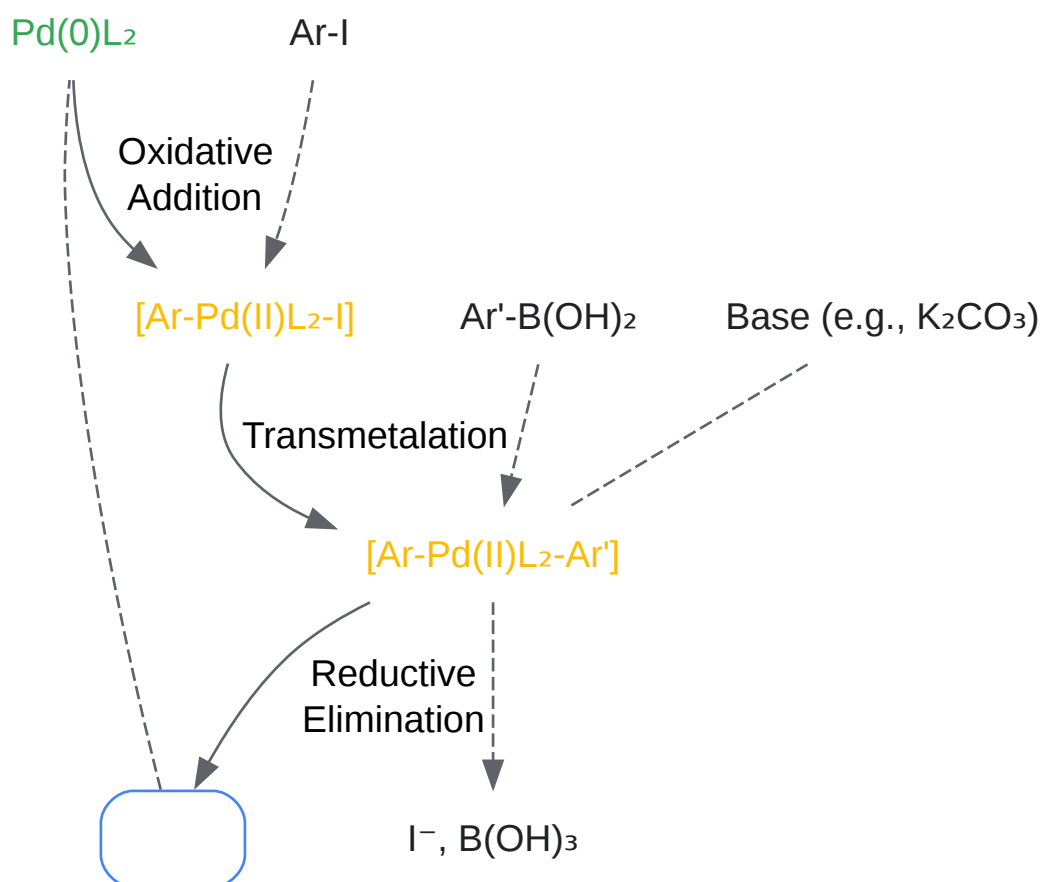 Pd(0)L₂
Ar-I
Oxidative
Addition
[Ar-Pd(II)L₂-I]
Ar'-B(OH)₂
Base (e.g., K₂CO₃)
Transmetalation
[Ar-Pd(II)L₂-Ar']
Reductive
Elimination
I⁻, B(OH)₃